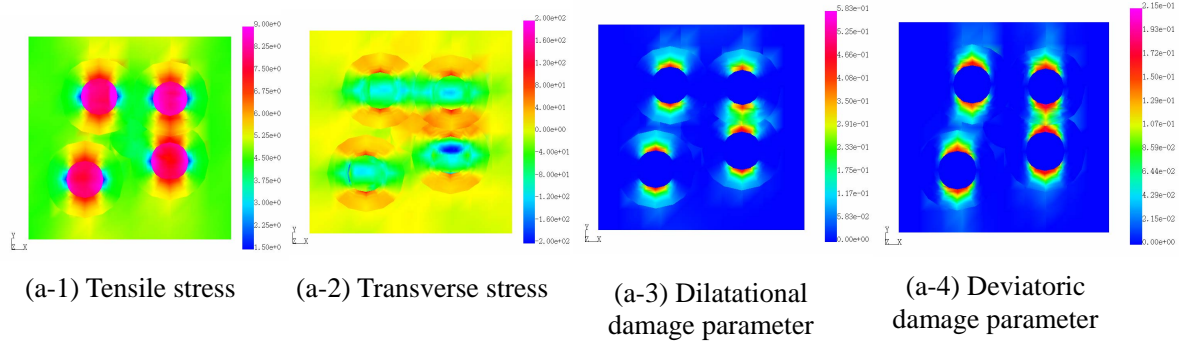 9.00e+0
8.25e+0
7.50e+0
6.75e+0
6.00e+0
5.25e+0
4.50e+0
3.75e+0
3.00e+0
2.25e+0
1.50e+0
Y
Z X
(a-1) Tensile stress
2.00e+02
1.60e+02
1.20e+02
8.00e+01
4.00e+01
0.00e+00
-4.00e+01
-8.00e+01
-1.20e+02
-1.60e+02
-2.00e+02
Y
Z X
(a-2) Transverse stress
5.83e-01
5.25e-01
4.66e-01
4.08e-01
3.50e-01
2.91e-01
2.33e-01
1.75e-01
1.17e-01
5.83e-02
0.00e+00
Y
Z X
(a-3) Dilatational
damage parameter
2.15e-01
1.93e-01
1.72e-01
1.50e-01
1.29e-01
1.07e-01
8.59e-02
6.44e-02
4.29e-02
2.15e-02
0.00e+00
Y
Z X
(a-4) Deviatoric
damage parameter